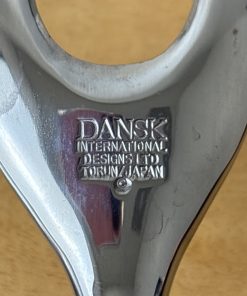 DANSK
INTERNATIONAL
DESIGNS LTD
TORUN/JAPAN